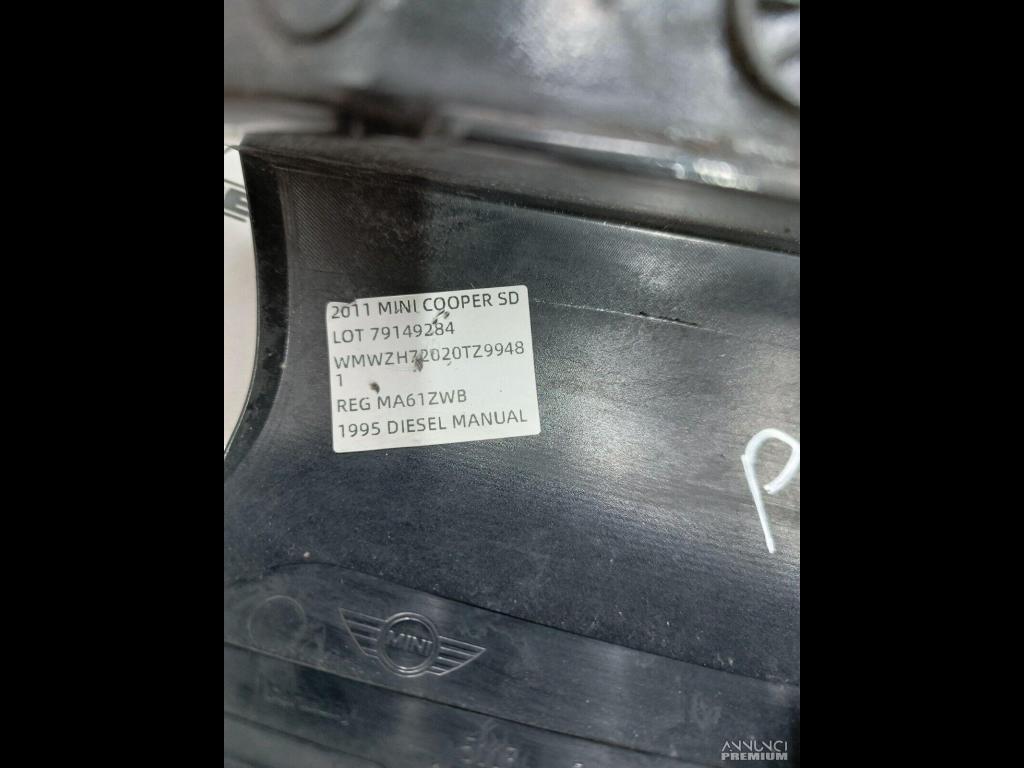 2011 MINI COOPER SD
LOT 79149284
WMWZH72020TZ9948
1
REG MA61ZWB
1995 DIESEL MANUAL
P
MINI
ANNUNCI
PREMIUM